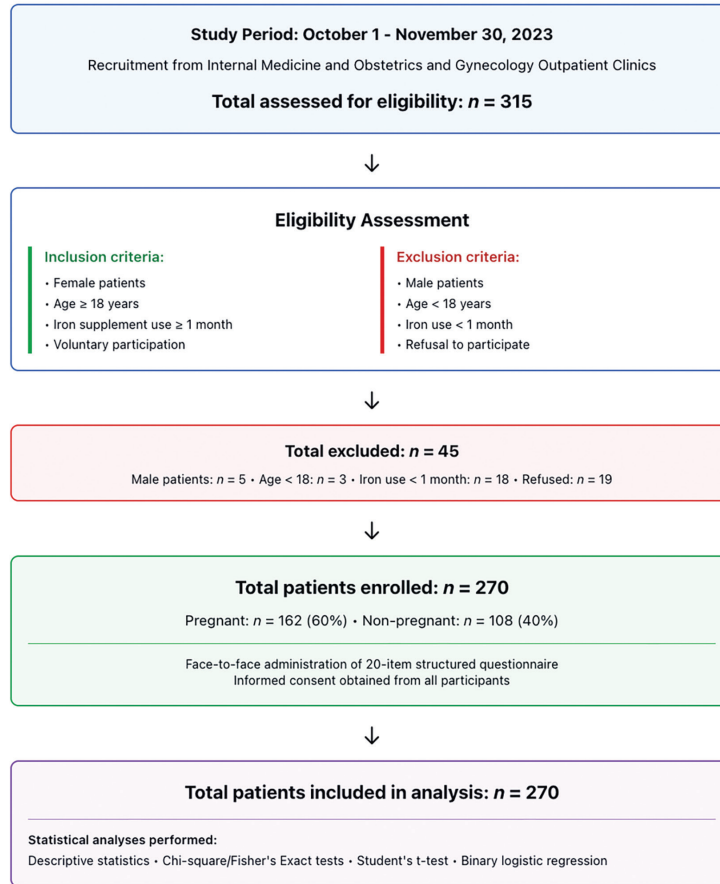 Study Period: October 1 - November 30, 2023
Recruitment from Internal Medicine and Obstetrics and Gynecology Outpatient Clinics
Total assessed for eligibility: n = 315
↓
Eligibility Assessment
Inclusion criteria:
• Female patients
• Age ≥ 18 years
• Iron supplement use ≥ 1 month
• Voluntary participation
Exclusion criteria:
• Male patients
• Age < 18 years
• Iron use < 1 month
• Refusal to participate
↓
Total excluded: n = 45
Male patients: n = 5 • Age < 18: n = 3 • Iron use < 1 month: n = 18 • Refused: n = 19
↓
Total patients enrolled: n = 270
Pregnant: n = 162 (60%) • Non-pregnant: n = 108 (40%)
Face-to-face administration of 20-item structured questionnaire
Informed consent obtained from all participants
↓
Total patients included in analysis: n = 270
Statistical analyses performed:
Descriptive statistics • Chi-square/Fisher's Exact tests • Student's t-test • Binary logistic regression